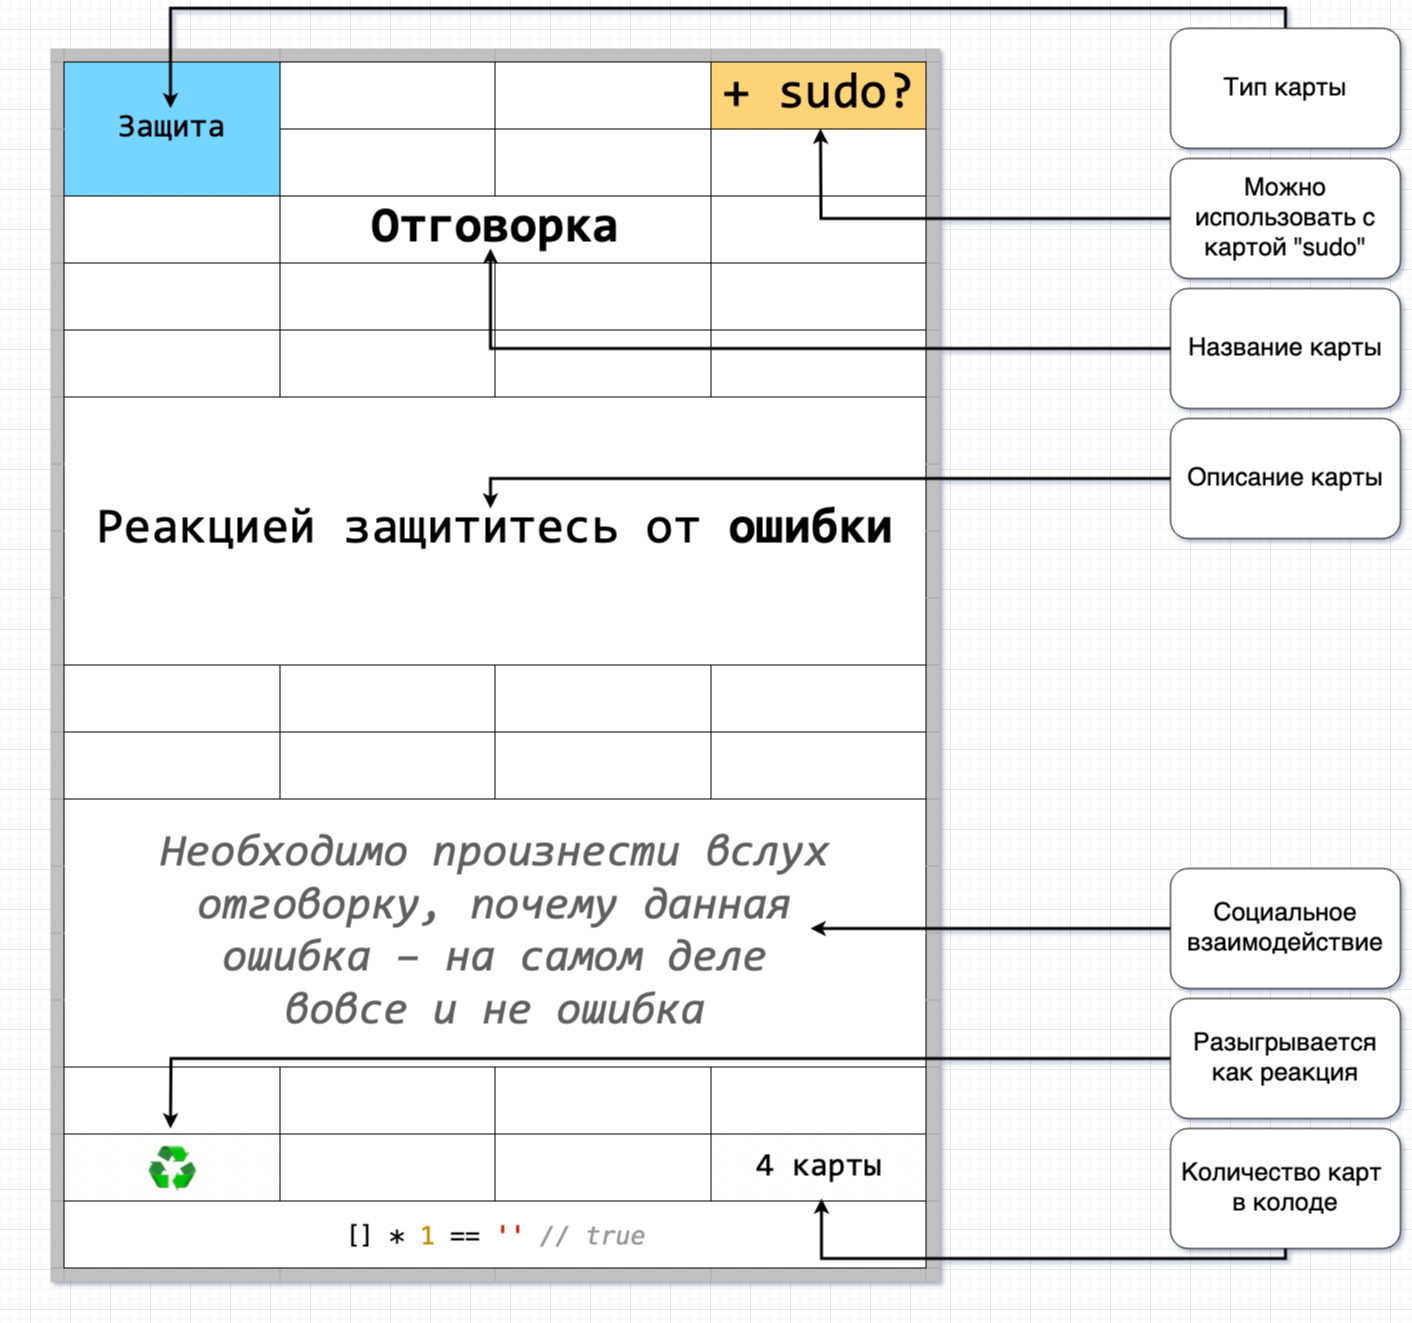 Тип карты
Защита
+ sudo?
Можно
использовать с
картой "sudo"
Отговорка
Название карты
Описание карты
Реакцией защититесь от ошибки
Необходимо произнести вслух
отговорку, почему данная
ошибка – на самом деле
вовсе и не ошибка
Социальное
взаимодействие
Разыгрывается
как реакция
4 карты
Количество карт
в колоде
[] * 1 == '' // true